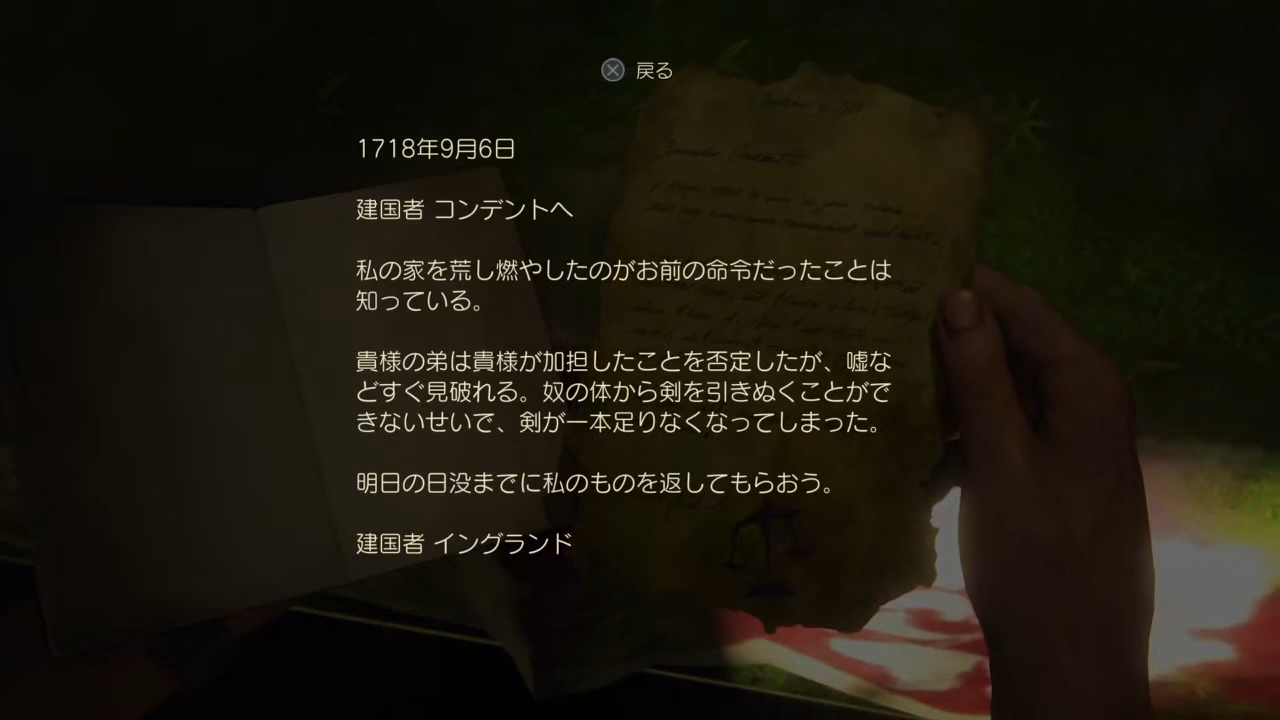 戻る
1718年9月6日
建国者 コンデントへ
私の家を荒し燃やしたのがお前の命令だったことは
知っている。
貴様の弟は貴様が加担したことを否定したが、嘘な
どすぐ見破れる。奴の体から剣を引きぬくことがで
きないせいで、剣が一本足りなくなってしまった。
明日の日没までに私のものを返してもらおう。
建国者 イングランド